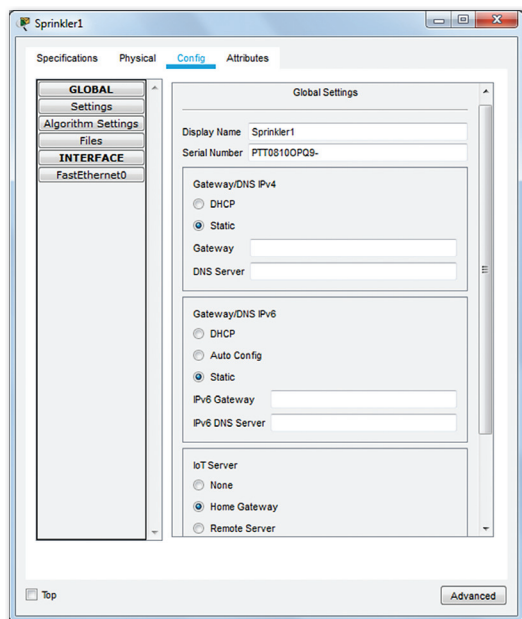 Sprinkler1
Specifications Physical Config Attributes
GLOBAL
Settings
Algorithm Settings
Files
INTERFACE
FastEthernet0
Global Settings
Display Name Sprinkler1
Serial Number PTT0810OPQ9-
Gateway/DNS IPv4
DHCP
Static
Gateway
DNS Server
Gateway/DNS IPv6
DHCP
Auto Config
Static
IPv6 Gateway
IPv6 DNS Server
IoT Server
None
Home Gateway
Remote Server
Top
Advanced